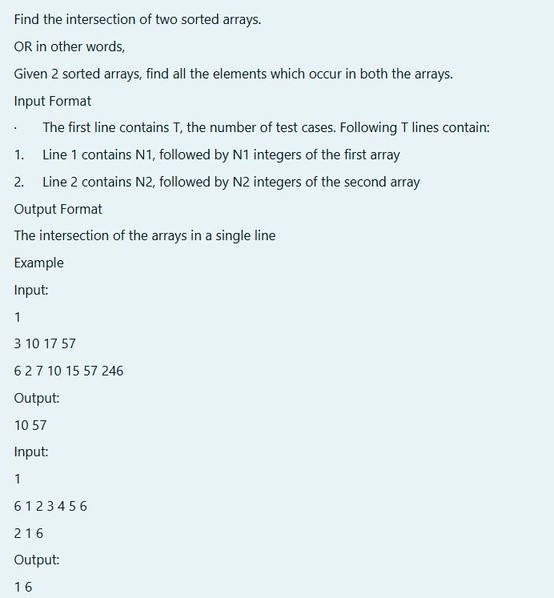 Find the intersection of two sorted arrays.
OR in other words,
Given 2 sorted arrays, find all the elements which occur in both the arrays.
Input Format
· The first line contains T, the number of test cases. Following T lines contain:
1. Line 1 contains N1, followed by N1 integers of the first array
2. Line 2 contains N2, followed by N2 integers of the second array
Output Format
The intersection of the arrays in a single line
Example
Input:
1
3 10 17 57
6 2 7 10 15 57 246
Output:
10 57
Input:
1
6 1 2 3 4 5 6
2 1 6
Output:
1 6